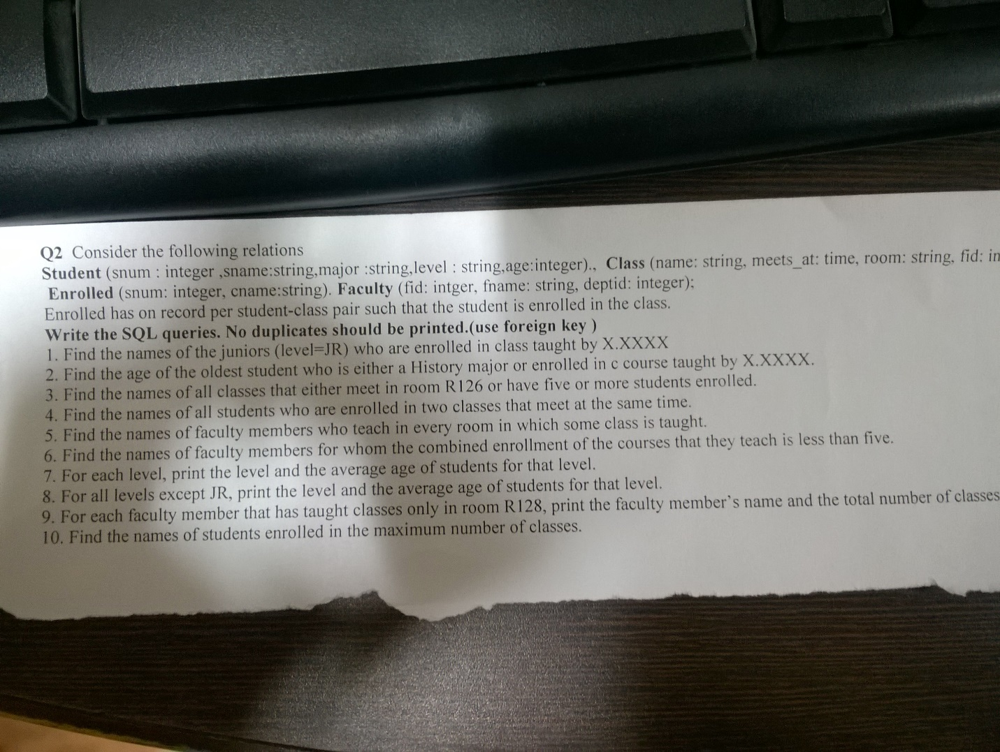 Q2 Consider the following relations
Student (snum : integer ,sname:string,major :string,level : string,age:integer)., Class (name: string, meets_at: time, room: string, fid: in
Enrolled (snum: integer, cname:string). Faculty (fid: intger, fname: string, deptid: integer);
Enrolled has on record per student-class pair such that the student is enrolled in the class.
Write the SQL queries. No duplicates should be printed.(use foreign key )
1. Find the names of the juniors (level=JR) who are enrolled in class taught by X.XXXX
2. Find the age of the oldest student who is either a History major or enrolled in c course taught by X.XXXX.
3. Find the names of all classes that either meet in room R126 or have five or more students enrolled.
4. Find the names of all students who are enrolled in two classes that meet at the same time.
5. Find the names of faculty members who teach in every room in which some class is taught.
6. Find the names of faculty members for whom the combined enrollment of the courses that they teach is less than five.
7. For each level, print the level and the average age of students for that level.
8. For all levels except JR, print the level and the average age of students for that level.
9. For each faculty member that has taught classes only in room R128, print the faculty member's name and the total number of classes
10. Find the names of students enrolled in the maximum number of classes.